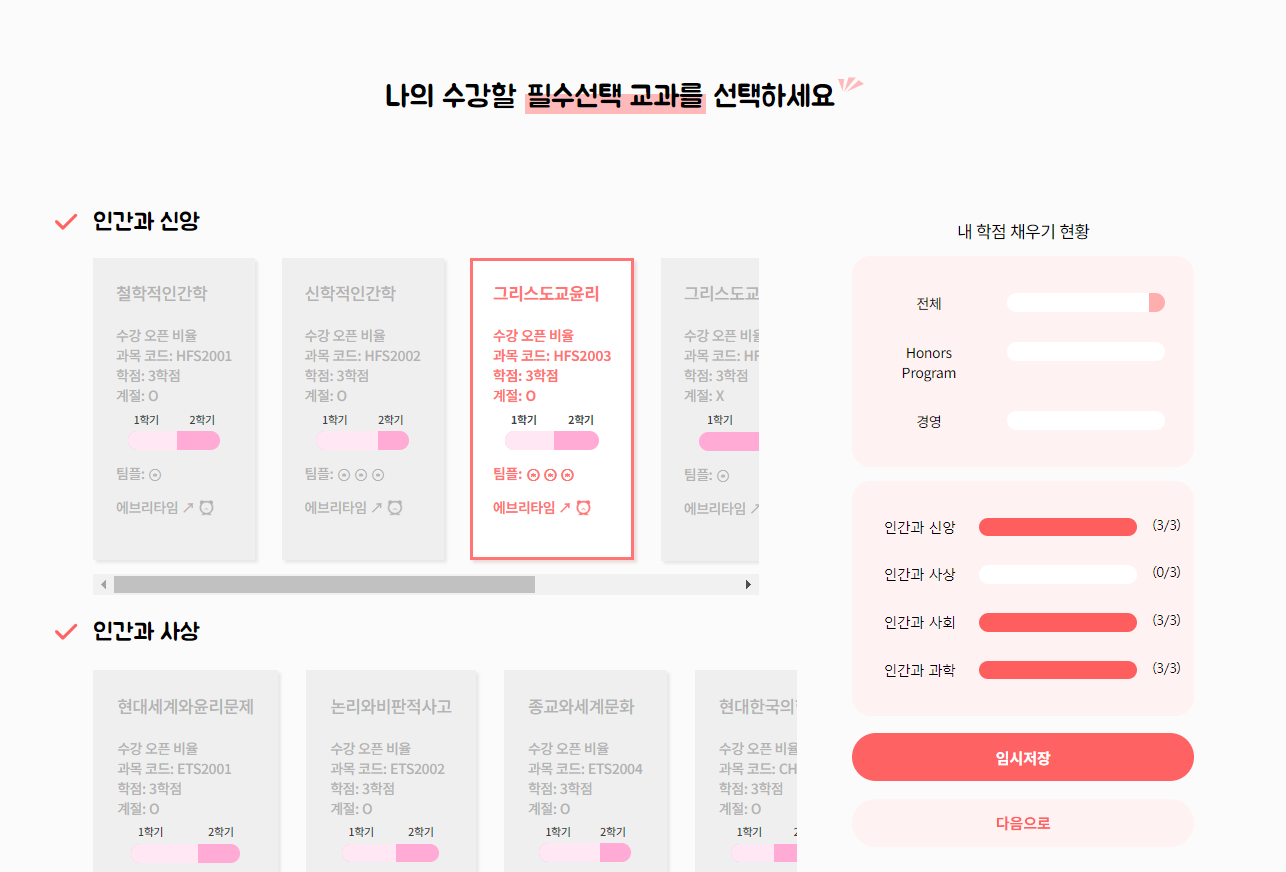 나의 수강할 필수선택 교과를 선택하세요
인간과 신앙
철학적인간학
수강 오픈 비율
과목 코드: HFS2001
학점: 3학점
계절: O
1학기 2학기
팀플:
에브리타임 ↗
신학적인간학
수강 오픈 비율
과목 코드: HFS2002
학점: 3학점
계절: O
1학기 2학기
팀플:
에브리타임 ↗
그리스도교윤리
수강 오픈 비율
과목 코드: HFS2003
학점: 3학점
계절: O
1학기 2학기
팀플:
에브리타임 ↗
그리스도교
수강 오픈 비율
과목 코드: HF
학점: 3학점
계절: X
1학기
팀플:
에브리타임 ↗
인간과 사상
현대세계와윤리문제
수강 오픈 비율
과목 코드: ETS2001
학점: 3학점
계절: O
1학기 2학기
논리와비판적사고
수강 오픈 비율
과목 코드: ETS2002
학점: 3학점
계절: O
1학기 2학기
종교와세계문화
수강 오픈 비율
과목 코드: ETS2004
학점: 3학점
계절: O
1학기 2학기
현대한국의
수강 오픈 비율
과목 코드: CH
학점: 3학점
계절: O
1학기 2
내 학점 채우기 현황
전체
Honors
Program
경영
인간과 신앙 (3/3)
인간과 사상 (0/3)
인간과 사회 (3/3)
인간과 과학 (3/3)
임시저장
다음으로